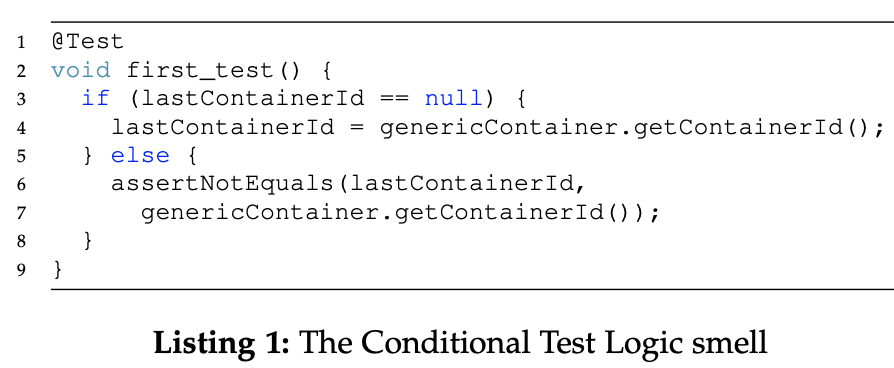 1 @Test
2 void first_test() {
3   if (lastContainerId == null) {
4     lastContainerId = genericContainer.getContainerId();
5   } else {
6     assertNotEquals(lastContainerId,
7       genericContainer.getContainerId());
8   }
9 }
Listing 1: The Conditional Test Logic smell